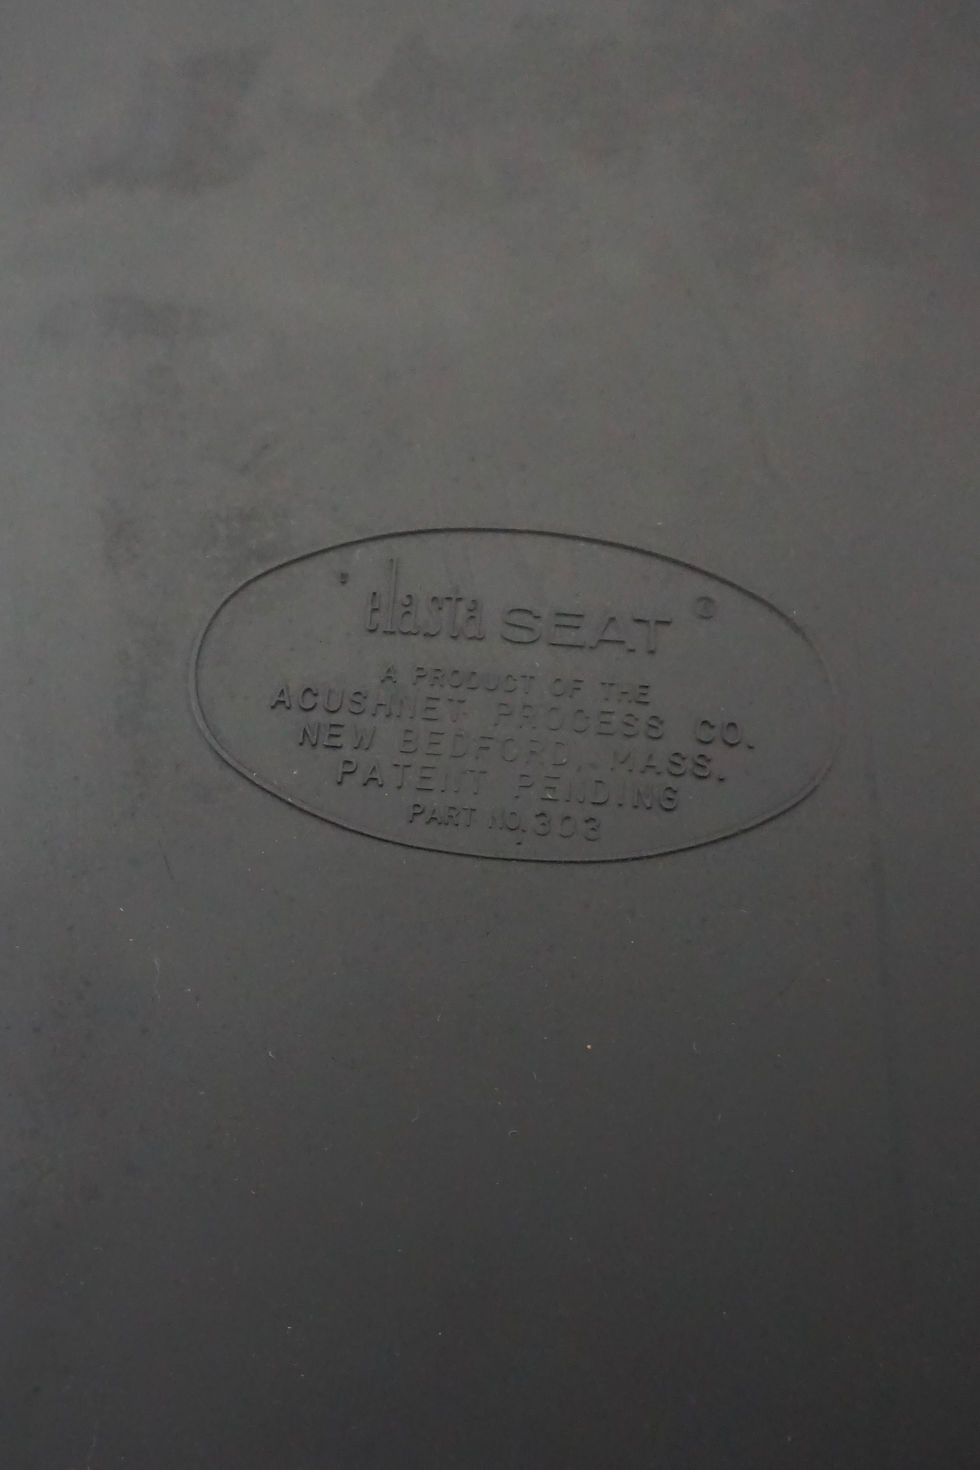 'elasta SEAT ®
A PRODUCT OF THE
ACUSHNET PROCESS CO.
NEW BEDFORD, MASS.
PATENT PENDING
PART NO. 303